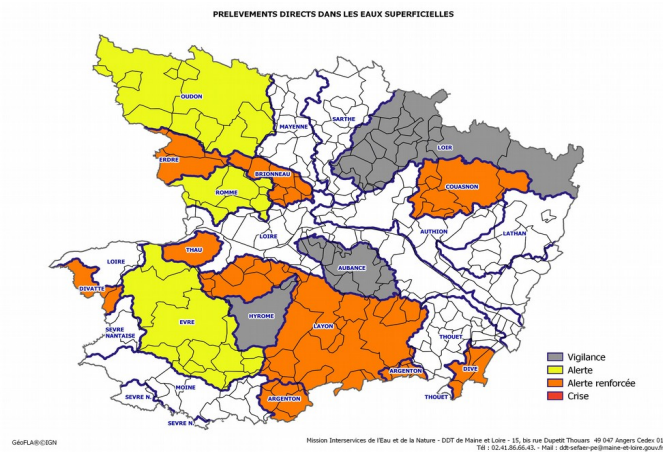 PRELEVEMENTS DIRECTS DANS LES EAUX SUPERFICIELLES
OUDON
MAYENNE
SARTHE
LOIR
ERDRE
BRIONNEAU
COUASNON
ROMME
LOIRE
AUTHION
LATHAN
THAU
LOIRE
AUBANCE
DIVATTE
HYROME
EVRE
LAYON
SEVRE
NANTAISE
THOUET
MOINE
ARGENTON
DIVE
SEVRE N.
ARGENTON
THOUET
SEVRE N.
Vigilance
Alerte
Alerte renforcée
Crise
GéoFLA®©IGN
Mission Interservices de l'Eau et de la Nature - DDT de Maine et Loire - 15, bis rue Dupetit Thouars 49 047 Angers Cedex 01
Tél : 02.41.86.66.43. - Mail : ddt-sefaer-pe@maine-et-loire.gouv.fr